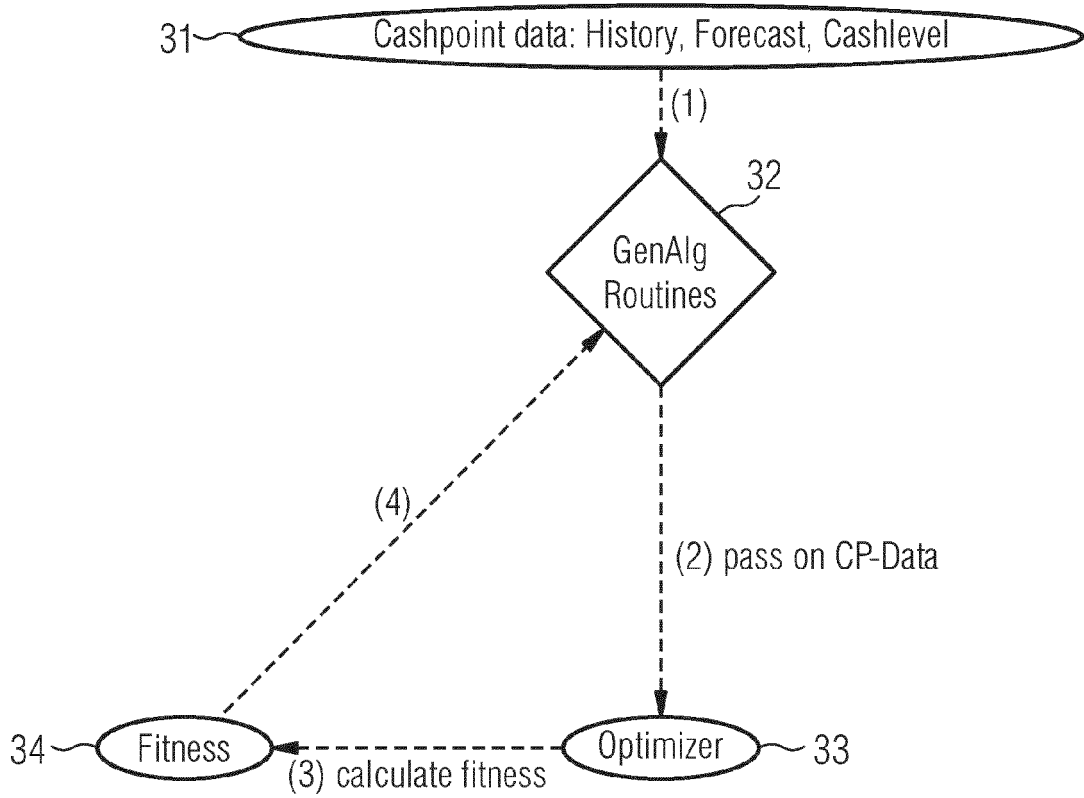 31
Cashpoint data: History, Forecast, Cashlevel
(1)
32
GenAlg
Routines
(4)
(2) pass on CP-Data
34
Fitness
(3) calculate fitness
Optimizer
33